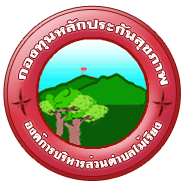 กองทุนหลักประกันสุขภาพ
องค์การบริหารส่วนตำบลไม้เรียง